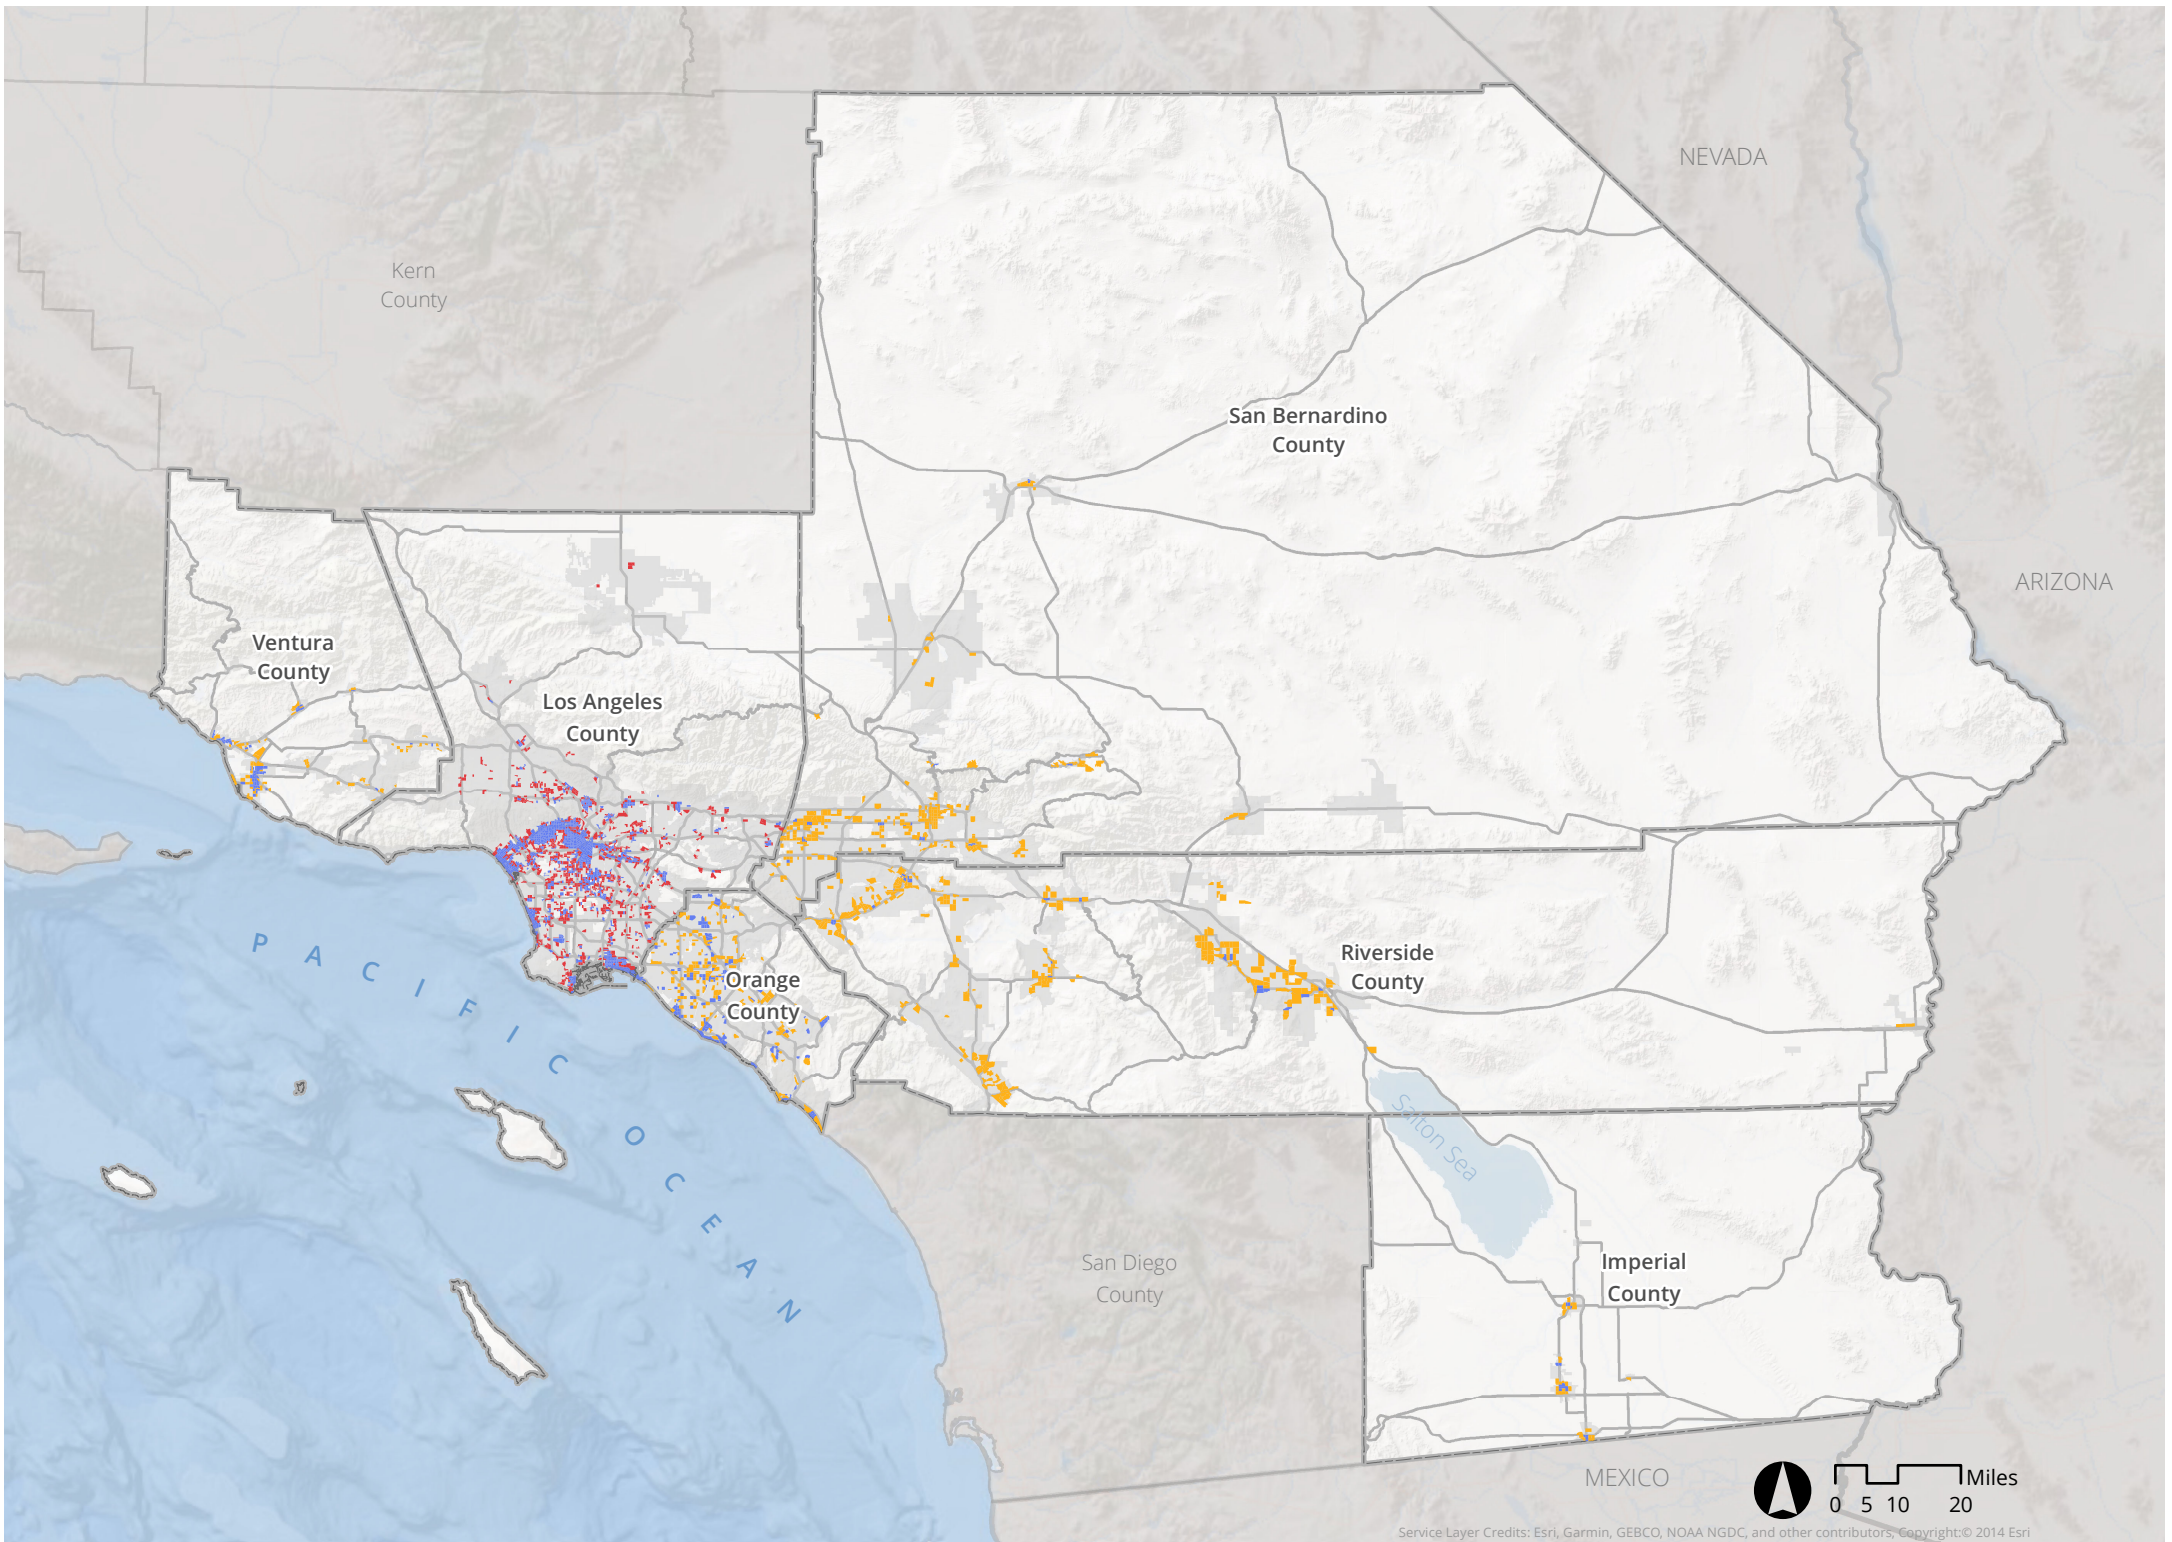 NEVADA
Kern
County
San Bernardino
County
ARIZONA
Ventura
County
Los Angeles
County
PACIFIC OCEAN
Orange
County
Riverside
County
Salton Sea
San Diego
County
Imperial
County
MEXICO
Miles
0 5 10 20
Service Layer Credits: Esri, Garmin, GEBCO, NOAA NGDC, and other contributors, Copyright:© 2014 Esri